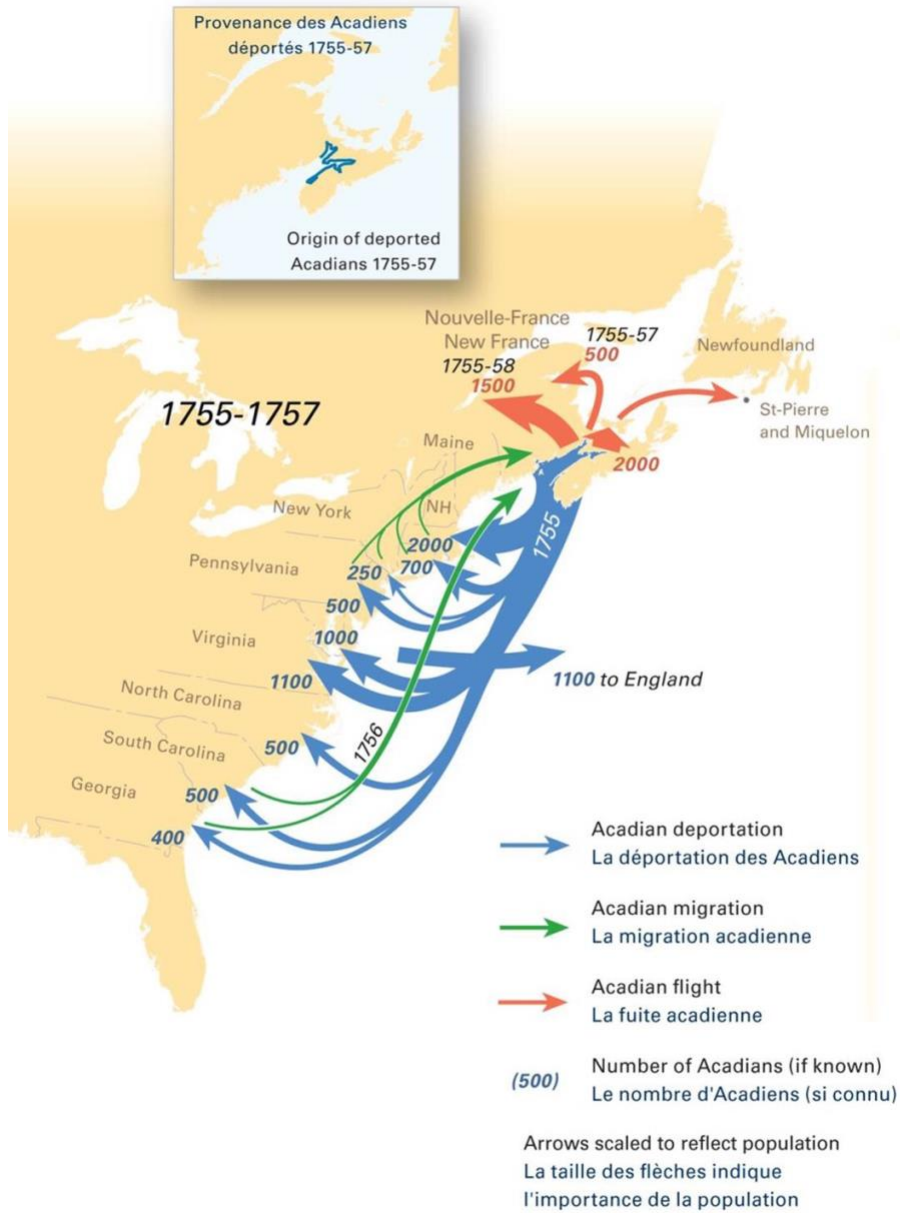 Provenance des Acadiens
déportés 1755-57
Origin of deported
Acadians 1755-57
Nouvelle-France
New France
1755-58
1500
1755-57
500
Newfoundland
St-Pierre
and Miquelon
2000
1755-1757
Maine
New York
NH
1755
2000
Pennsylvania
250
700
500
Virginia
1000
1100
1100 to England
North Carolina
1756
South Carolina
500
Georgia
500
400
Acadian deportation
La déportation des Acadiens
Acadian migration
La migration acadienne
Acadian flight
La fuite acadienne
(500)
Number of Acadians (if known)
Le nombre d'Acadiens (si connu)
Arrows scaled to reflect population
La taille des flèches indique
l'importance de la population